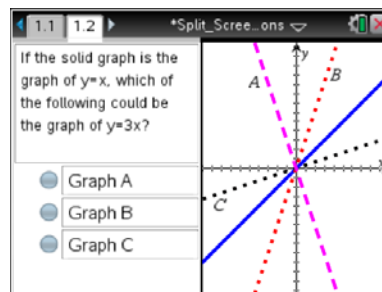 1.1 1.2 *Split_Scree...ons
If the solid graph is the
graph of y=x, which of
the following could be
the graph of y=3x?
Graph A
Graph B
Graph C
y
A
B
C